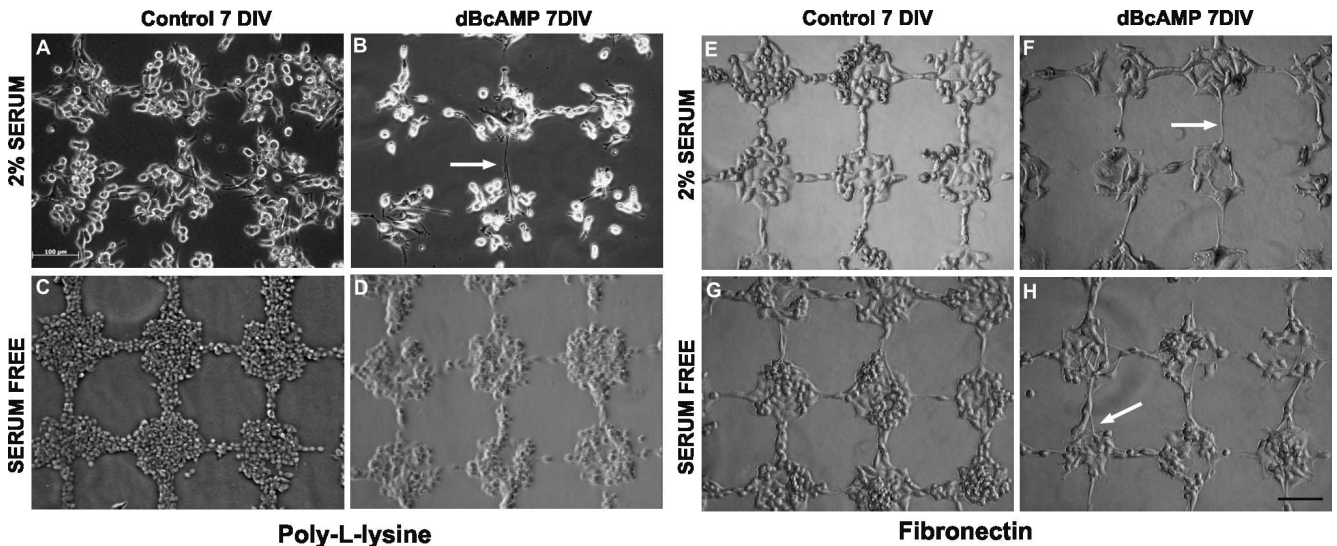 Control 7 DIV
dBcAMP 7DIV
Control 7 DIV
dBcAMP 7DIV
2% SERUM
A
B
2% SERUM
E
F
100 µm
SERUM FREE
C
D
SERUM FREE
G
H
Poly-L-lysine
Fibronectin